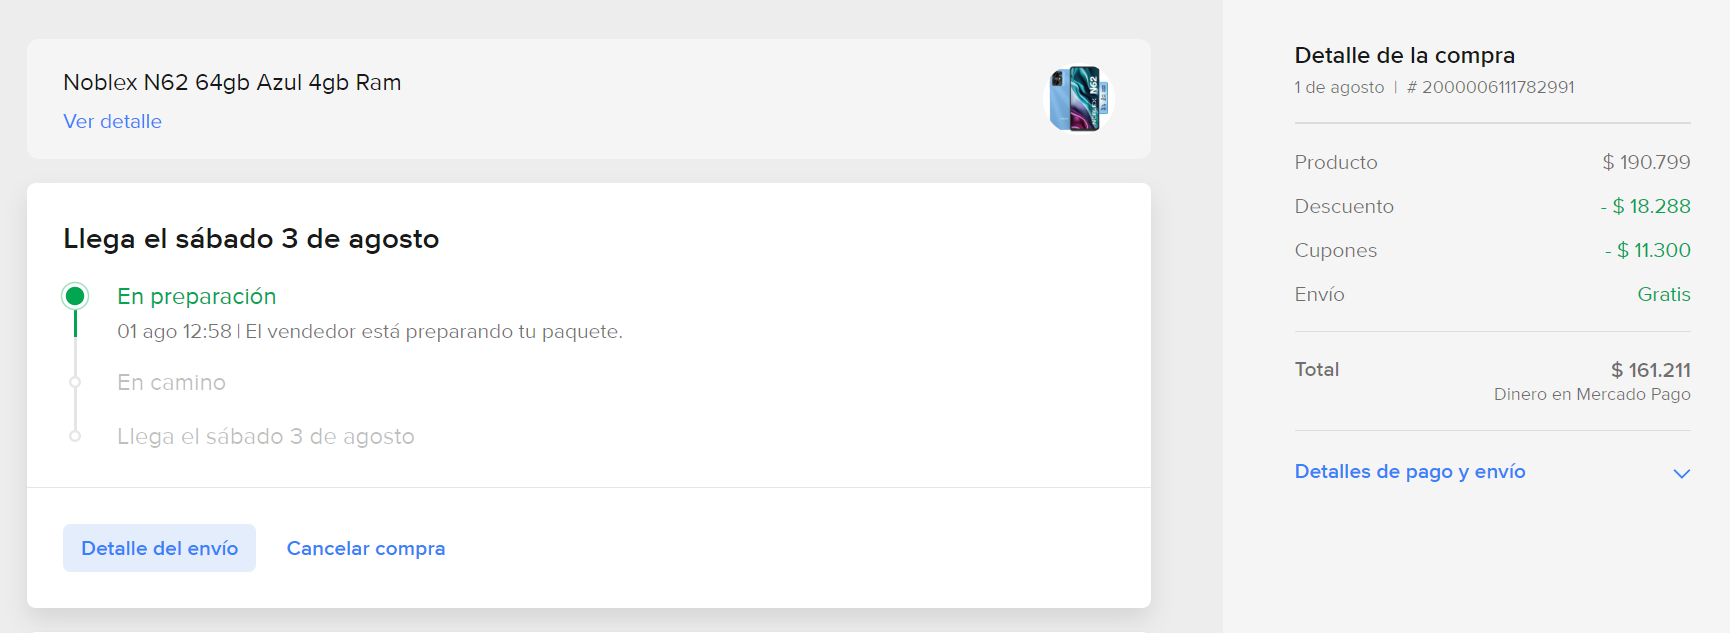 Noblex N62 64gb Azul 4gb Ram
Ver detalle
Llega el sábado 3 de agosto
En preparación
01 ago 12:58 | El vendedor está preparando tu paquete.
En camino
Llega el sábado 3 de agosto
Detalle del envío Cancelar compra
Detalle de la compra
1 de agosto | # 2000006111782991
Producto $ 190.799
Descuento - $ 18.288
Cupones - $ 11.300
Envío Gratis
Total $ 161.211
Dinero en Mercado Pago
Detalles de pago y envío
N62
NOBLEX